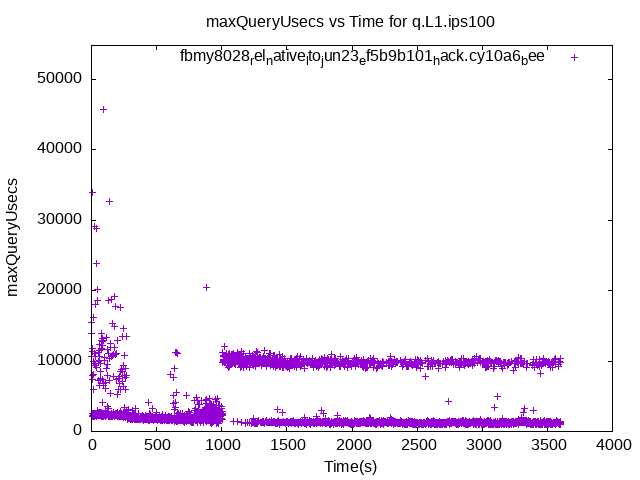 maxQueryUsecs vs Time for q.L1.ips100
fbmy8028relnativeltojun23ef5b9b101hack.cy10a6bee
maxQueryUsecs
50000
40000
30000
20000
10000
0
0 500 1000 1500 2000 2500 3000 3500 4000
Time(s)